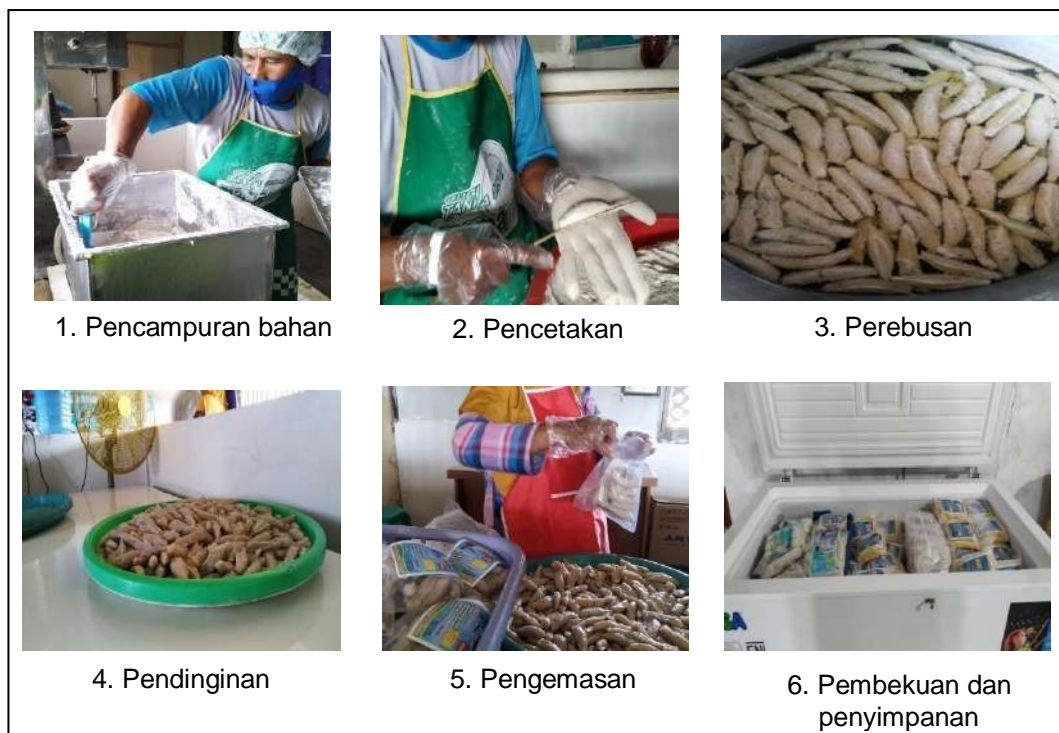 1. Pencampuran bahan
2. Pencetakan
3. Perebusan
4. Pendinginan
5. Pengemasan
6. Pembekuan dan
penyimpanan